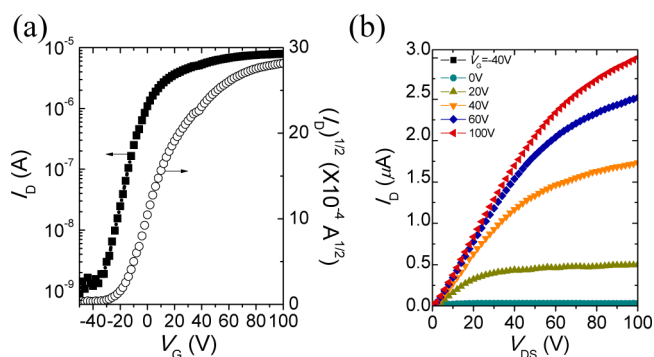 (a)
10⁻⁵
10⁻⁶
10⁻⁷
10⁻⁸
10⁻⁹
I_D (A)
30
20
10
0
(I_D)^1/2 (X10⁻⁴ A^1/2)
-40 -20 0 20 40 60 80 100
V_G (V)
(b)
3.0
2.5
2.0
1.5
1.0
0.5
0.0
I_D (μA)
V_G=-40V
0V
20V
40V
60V
100V
0 20 40 60 80 100
V_DS (V)